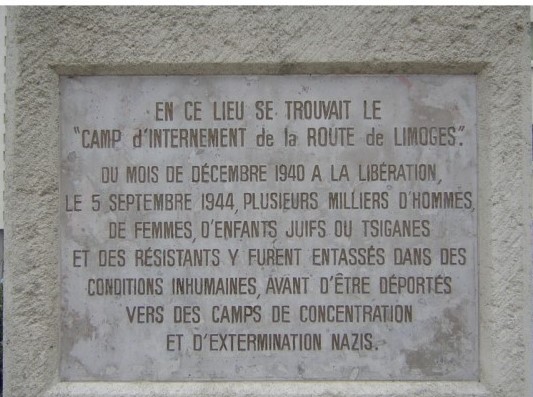 EN CE LIEU SE TROUVAIT LE
"CAMP d'INTERNEMENT de la ROUTE de LIMOGES".
DU MOIS DE DÉCEMBRE 1940 A LA LIBÉRATION,
LE 5 SEPTEMBRE 1944, PLUSIEURS MILLIERS D'HOMMES,
DE FEMMES, D'ENFANTS JUIFS OU TSIGANES
ET DES RÉSISTANTS Y FURENT ENTASSÉS DANS DES
CONDITIONS INHUMAINES, AVANT D'ÊTRE DÉPORTÉS
VERS DES CAMPS DE CONCENTRATION
ET D'EXTERMINATION NAZIS.